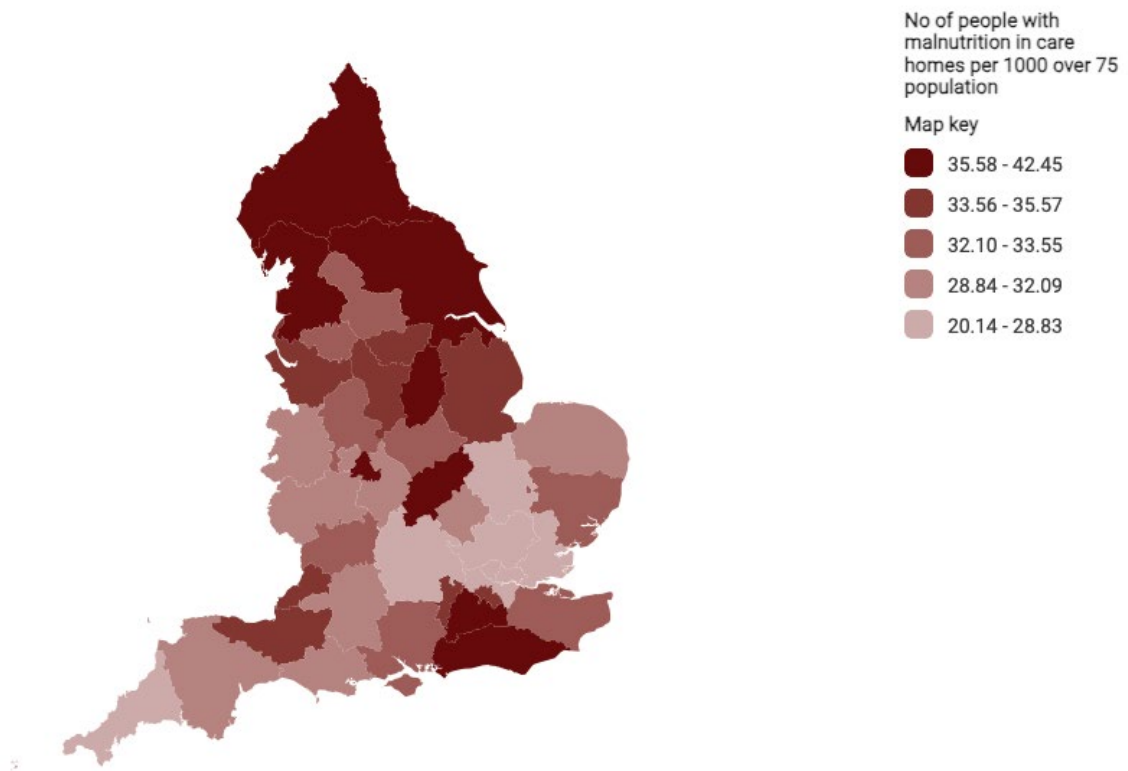 No of people with
malnutrition in care
homes per 1000 over 75
population
Map key
35.58 - 42.45
33.56 - 35.57
32.10 - 33.55
28.84 - 32.09
20.14 - 28.83